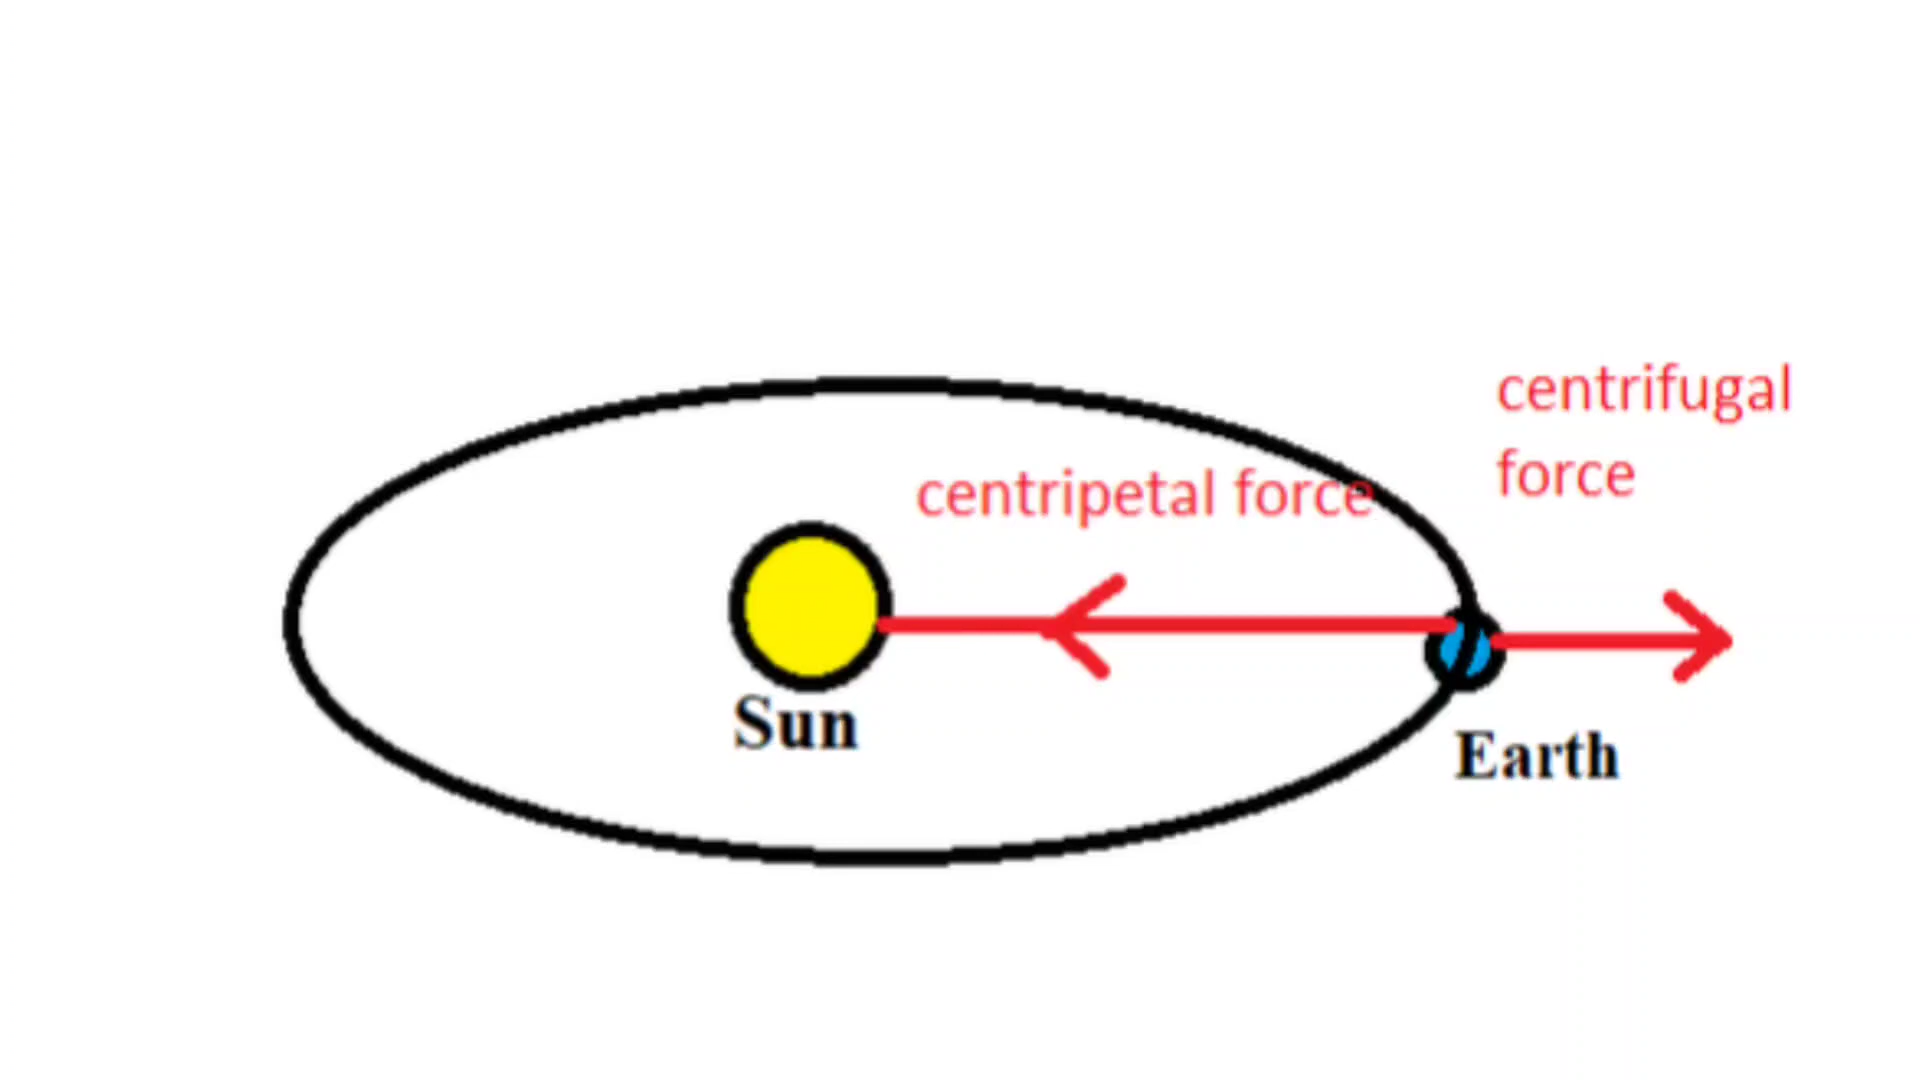 centrifugal
force
centripetal force
Sun
Earth